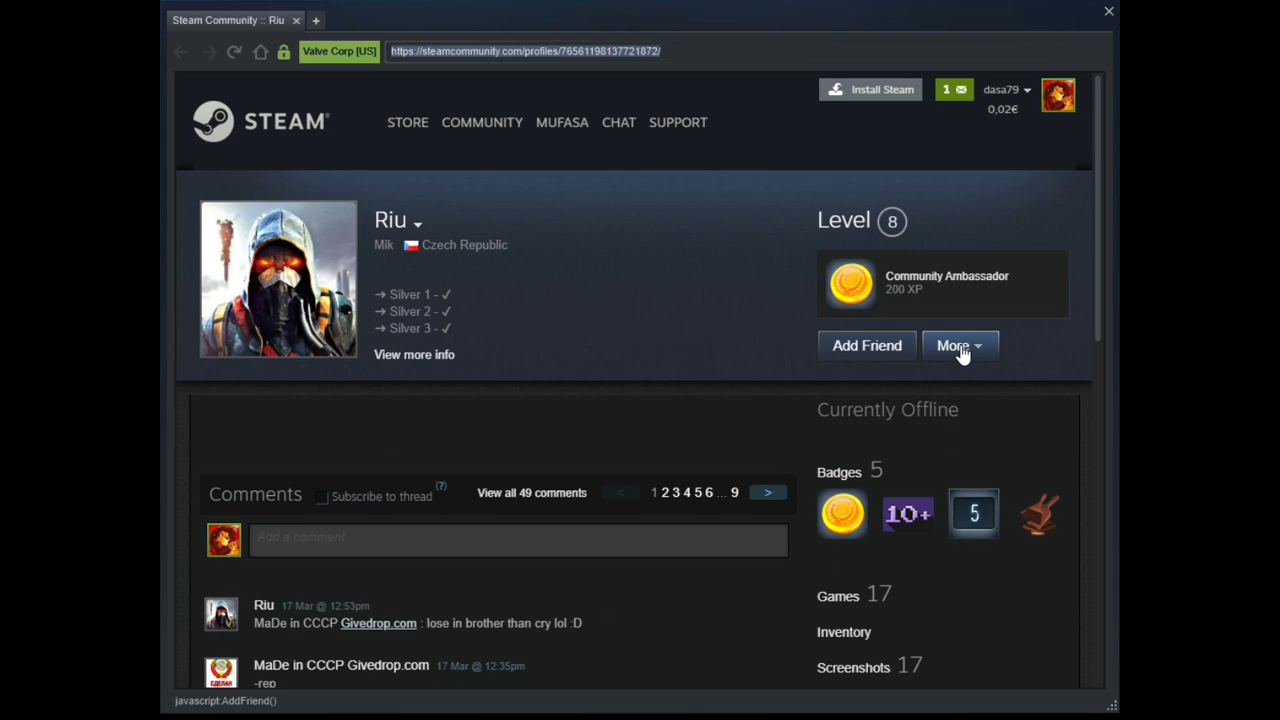 Steam Community :: Riu
Valve Corp [US]
https://steamcommunity.com/profiles/76561198137721872/
Install Steam
1
dasa79
0,02€
STEAM®
STORE COMMUNITY MUFASA CHAT SUPPORT
Riu
Mik Czech Republic
→ Silver 1 - ✓
→ Silver 2 - ✓
→ Silver 3 - ✓
View more info
Level 8
Community Ambassador
200 XP
Add Friend More
Currently Offline
Badges 5
10+ 5
Comments Subscribe to thread (?) View all 49 comments < 1 2 3 4 5 6 ... 9 >
Add a comment
Riu 17 Mar @ 12:53pm
MaDe in CCCP Givedrop.com : lose in brother than cry lol :D
MaDe in CCCP Givedrop.com 17 Mar @ 12:35pm
-rep
СДЕЛАН
Games 17
Inventory
Screenshots 17
javascript:AddFriend()